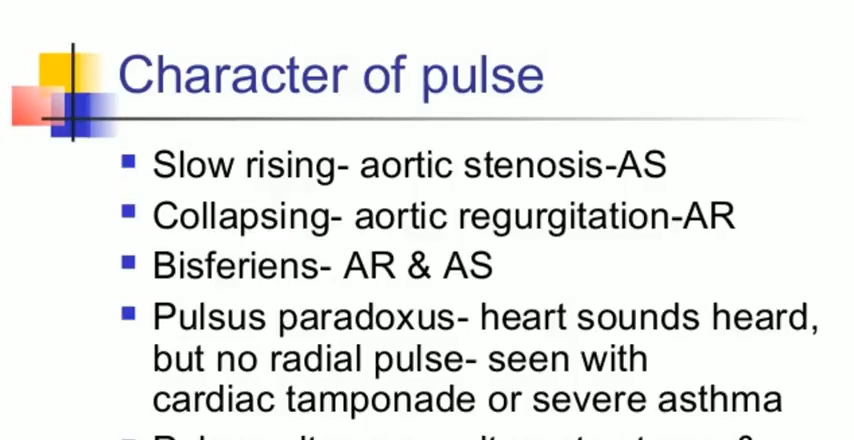 Character of pulse
Slow rising- aortic stenosis-AS
Collapsing- aortic regurgitation-AR
Bisferiens- AR & AS
Pulsus paradoxus- heart sounds heard,
but no radial pulse- seen with
cardiac tamponade or severe asthma